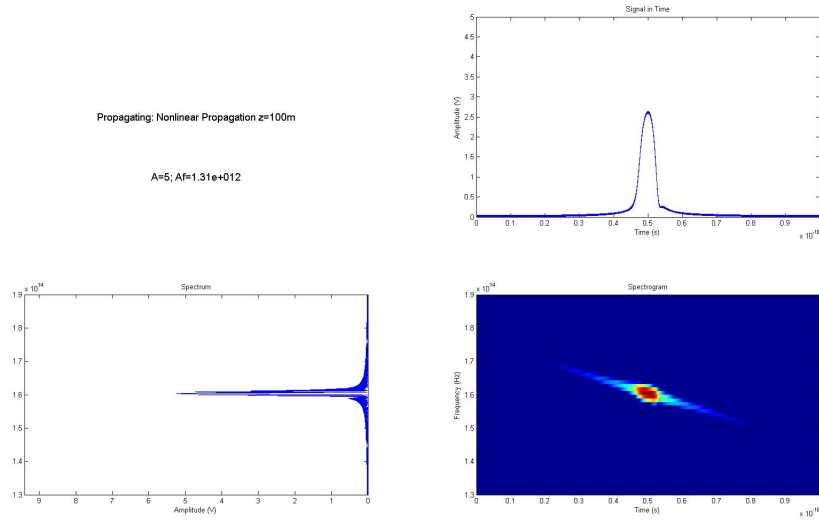 Propagating: Nonlinear Propagation z=100m
A=5; Af=1.31e+012
Signal in Time
Amplitude (V)
5
4.5
4
3.5
3
2.5
2
1.5
1
0.5
0
0 0.1 0.2 0.3 0.4 0.5 0.6 0.7 0.8 0.9
Time (s)
Spectrum
x 10^14
1.9
1.8
1.7
1.6
1.5
1.4
1.3
9 8 7 6 5 4 3 2 1 0
Amplitude (V)
Spectrogram
x 10^14
Frequency (Hz)
1.9
1.8
1.7
1.6
1.5
1.4
1.3
0 0.1 0.2 0.3 0.4 0.5 0.6 0.7 0.8 0.9
Time (s)